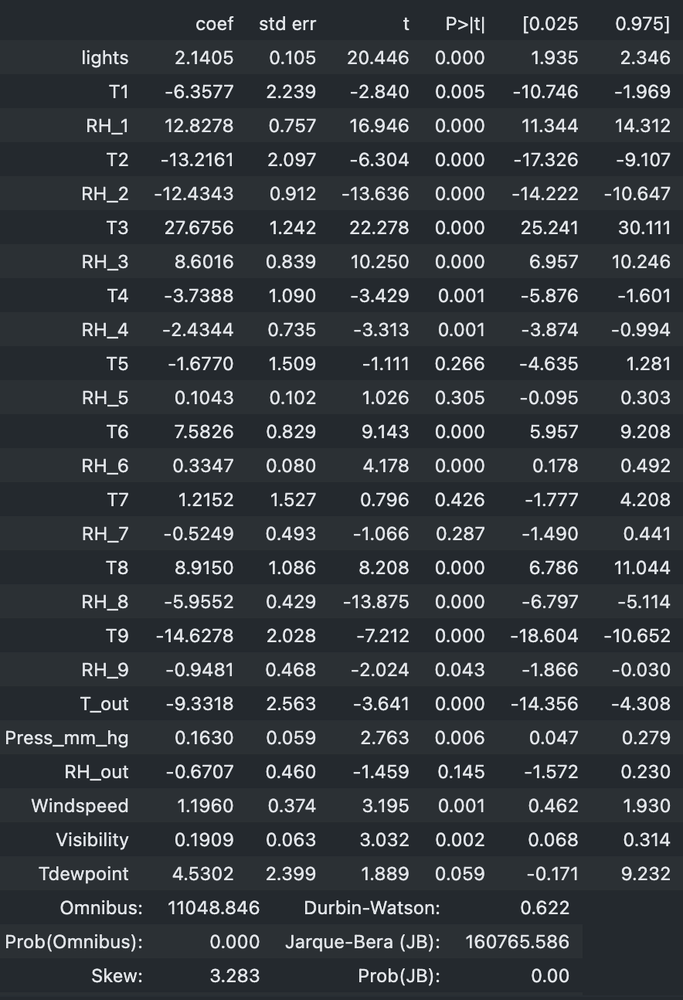 coef std err t P>|t| [0.025 0.975]
lights 2.1405 0.105 20.446 0.000 1.935 2.346
T1 -6.3577 2.239 -2.840 0.005 -10.746 -1.969
RH_1 12.8278 0.757 16.946 0.000 11.344 14.312
T2 -13.2161 2.097 -6.304 0.000 -17.326 -9.107
RH_2 -12.4343 0.912 -13.636 0.000 -14.222 -10.647
T3 27.6756 1.242 22.278 0.000 25.241 30.111
RH_3 8.6016 0.839 10.250 0.000 6.957 10.246
T4 -3.7388 1.090 -3.429 0.001 -5.876 -1.601
RH_4 -2.4344 0.735 -3.313 0.001 -3.874 -0.994
T5 -1.6770 1.509 -1.111 0.266 -4.635 1.281
RH_5 0.1043 0.102 1.026 0.305 -0.095 0.303
T6 7.5826 0.829 9.143 0.000 5.957 9.208
RH_6 0.3347 0.080 4.178 0.000 0.178 0.492
T7 1.2152 1.527 0.796 0.426 -1.777 4.208
RH_7 -0.5249 0.493 -1.066 0.287 -1.490 0.441
T8 8.9150 1.086 8.208 0.000 6.786 11.044
RH_8 -5.9552 0.429 -13.875 0.000 -6.797 -5.114
T9 -14.6278 2.028 -7.212 0.000 -18.604 -10.652
RH_9 -0.9481 0.468 -2.024 0.043 -1.866 -0.030
T_out -9.3318 2.563 -3.641 0.000 -14.356 -4.308
Press_mm_hg 0.1630 0.059 2.763 0.006 0.047 0.279
RH_out -0.6707 0.460 -1.459 0.145 -1.572 0.230
Windspeed 1.1960 0.374 3.195 0.001 0.462 1.930
Visibility 0.1909 0.063 3.032 0.002 0.068 0.314
Tdewpoint 4.5302 2.399 1.889 0.059 -0.171 9.232
Omnibus: 11048.846 Durbin-Watson: 0.622
Prob(Omnibus): 0.000 Jarque-Bera (JB): 160765.586
Skew: 3.283 Prob(JB): 0.00